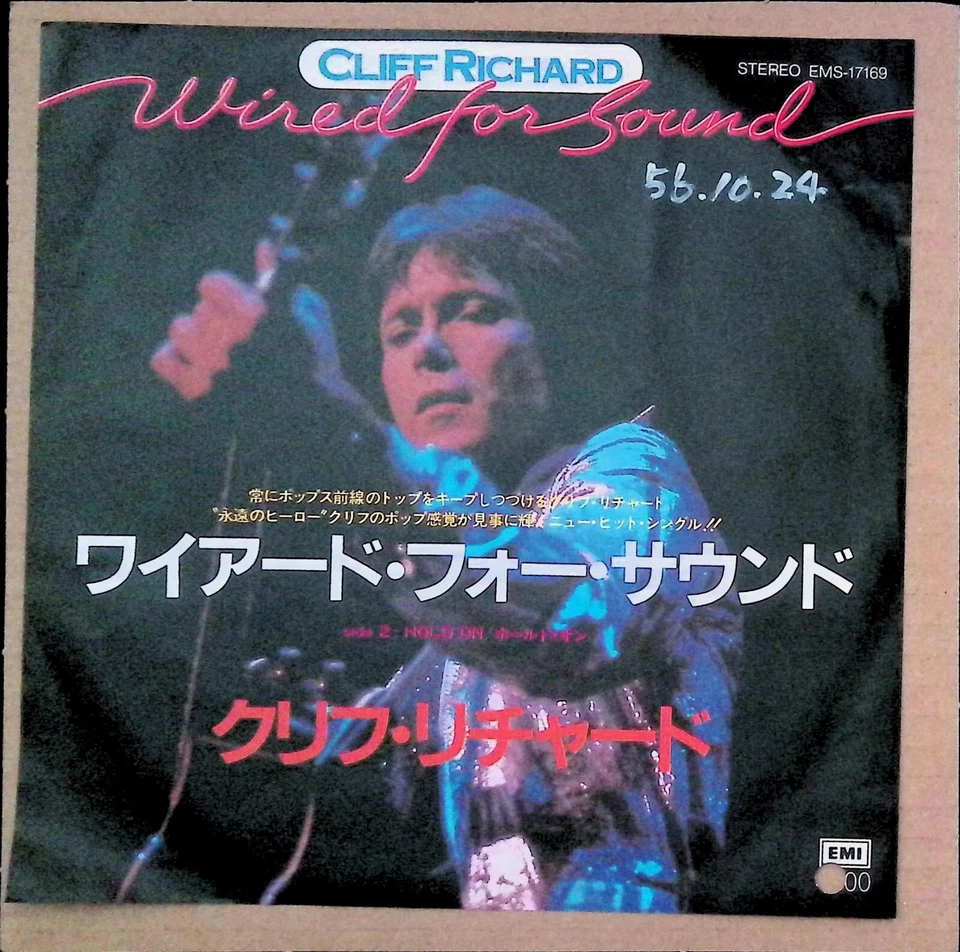 CLIFF RICHARD
STEREO EMS-17169
Wired for Sound
56.10.24
常にポップス前線のトップをキープしつづけるクリフ・リチャード
"永遠のヒーロー"クリフのポップ感覚が見事に輝くニュー・ヒット・シングル!!
ワイアード・フォー・サウンド
side 2: HOLD ON ホールド・オン
クリフ・リチャード
EMI
00